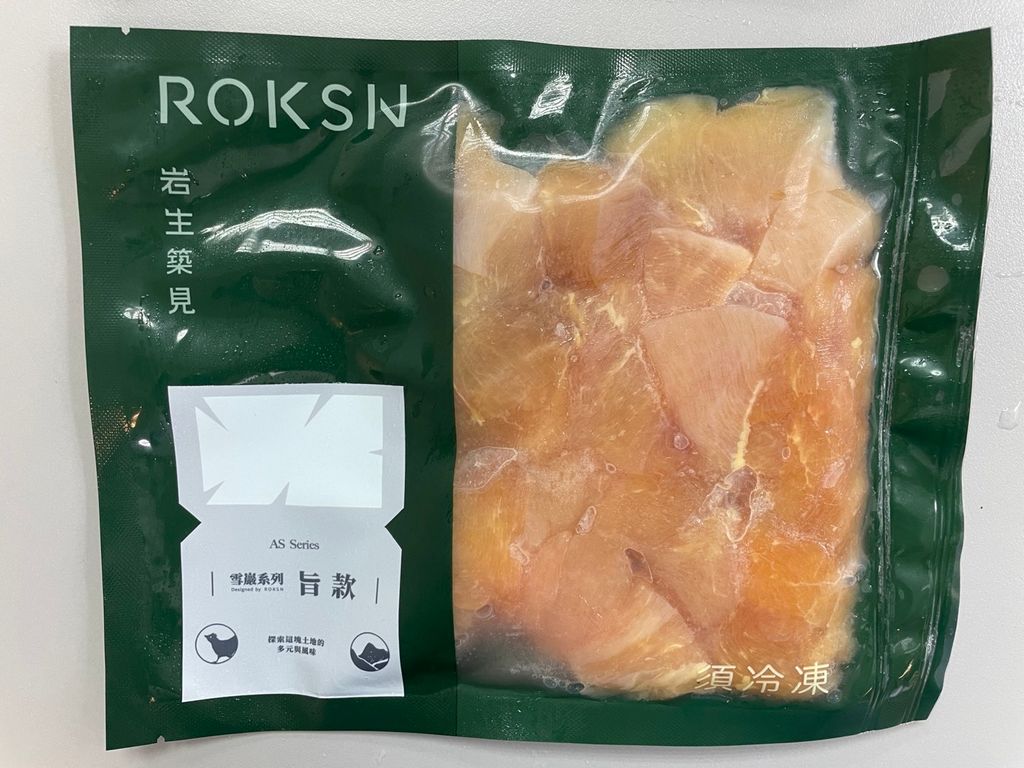 ROKSN
岩生築見
AS Series
雪巖系列
Designed by ROKSN
旨款
探索這塊土地的
多元與風味
須冷凍